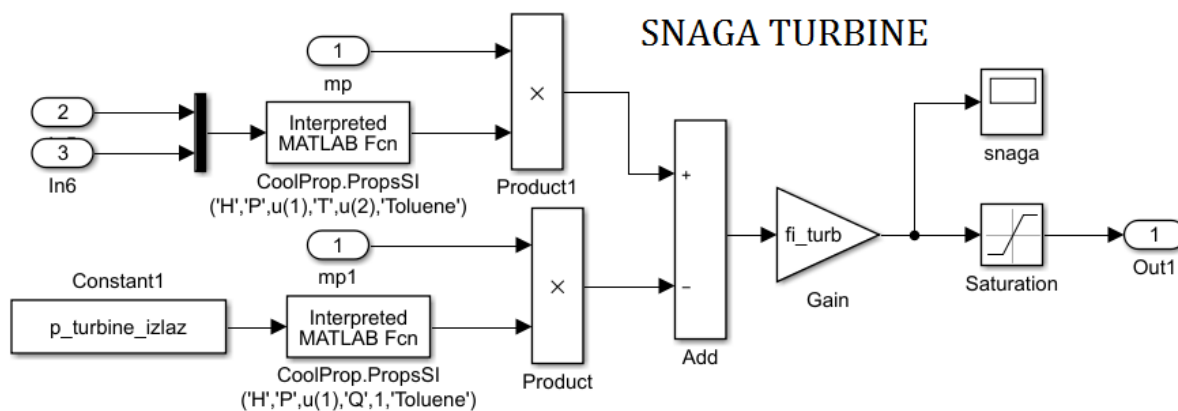 SNAGA TURBINE
1
mp
2
3
In6
Interpreted
MATLAB Fcn
CoolProp.PropsSI
('H','P',u(1),'T',u(2),'Toluene')
×
Product1
snaga
1
mp1
Constant1
p_turbine_izlaz
Interpreted
MATLAB Fcn
CoolProp.PropsSI
('H','P',u(1),'Q',1,'Toluene')
×
Product
+
−
Add
fi_turb
Gain
Saturation
1
Out1